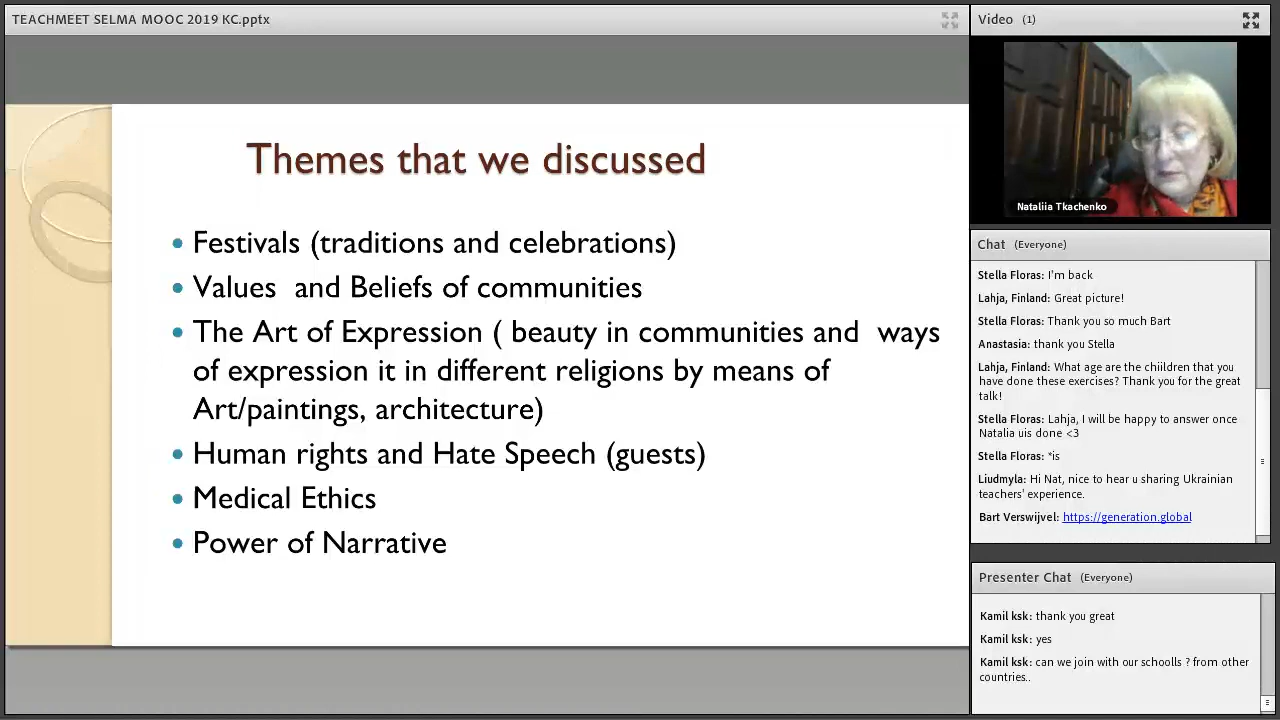 TEACHMEET SELMA MOOC 2019 KC.pptx
Themes that we discussed
• Festivals (traditions and celebrations)
• Values and Beliefs of communities
• The Art of Expression ( beauty in communities and ways
of expression it in different religions by means of
Art/paintings, architecture)
• Human rights and Hate Speech (guests)
• Medical Ethics
• Power of Narrative
Video (1)
Nataliia Tkachenko
Chat (Everyone)
Stella Floras: I'm back
Lahja, Finland: Great picture!
Stella Floras: Thank you so much Bart
Anastasia: thank you Stella
Lahja, Finland: What age are the chiildren that you
have done these exercises? Thank you for the great
talk!
Stella Floras: Lahja, I will be happy to answer once
Natalia uis done <3
Stella Floras: *is
Liudmyla: Hi Nat, nice to hear u sharing Ukrainian
teachers' experience.
Bart Verswijvel: https://generation.global
Presenter Chat (Everyone)
Kamil ksk: thank you great
Kamil ksk: yes
Kamil ksk: can we join with our schoolls ? from other
countries..